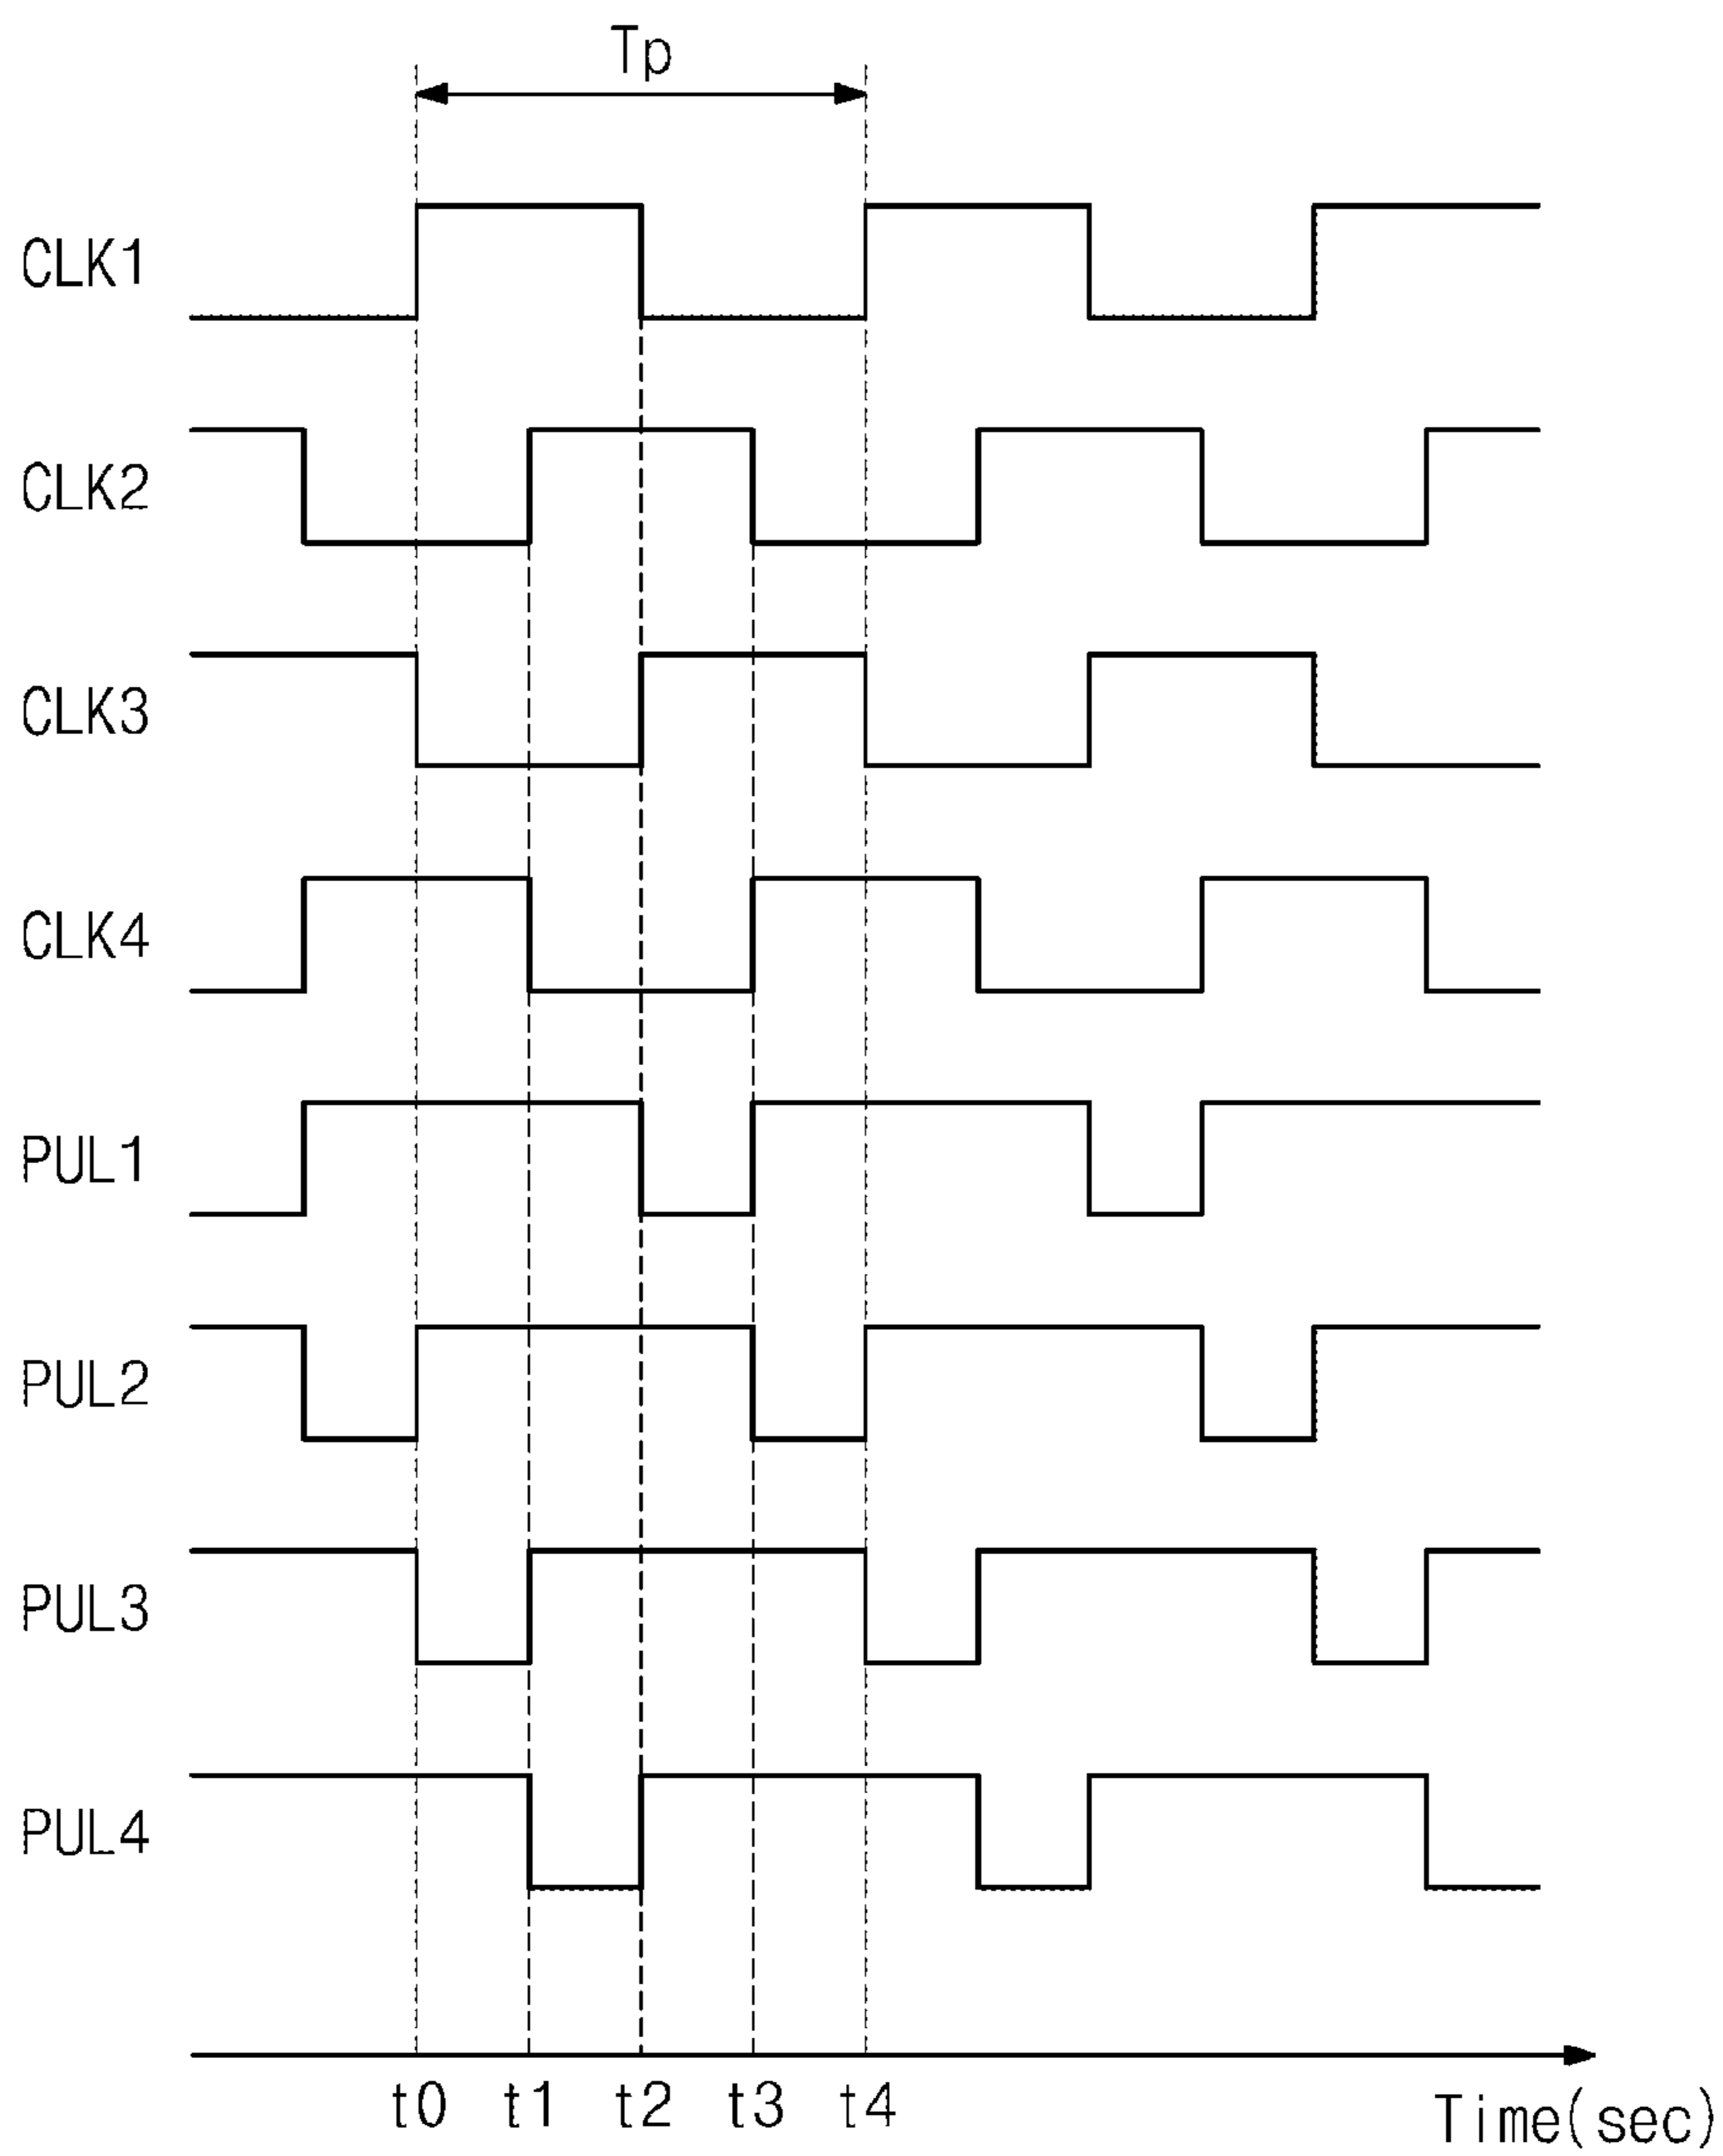 Tp
CLK1
CLK2
CLK3
CLK4
PUL1
PUL2
PUL3
PUL4
t0 t1 t2 t3 t4
Time(sec)